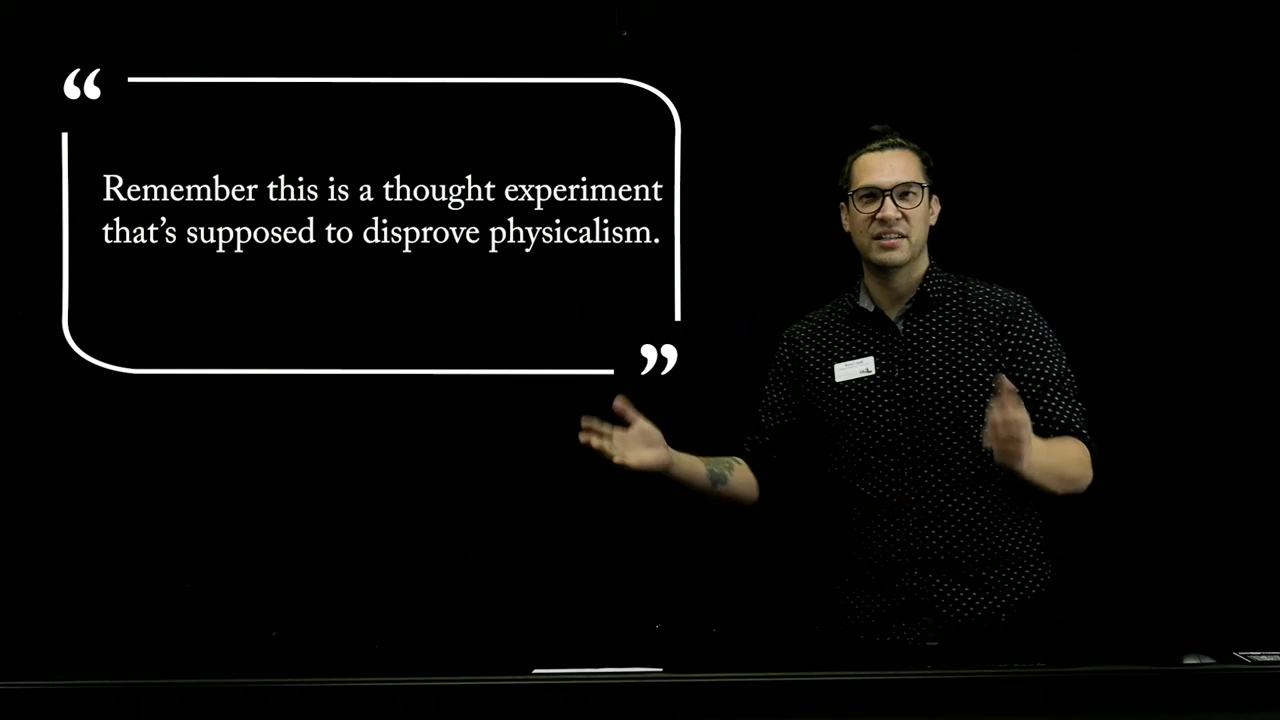 Remember this is a thought experiment
that's supposed to disprove physicalism.